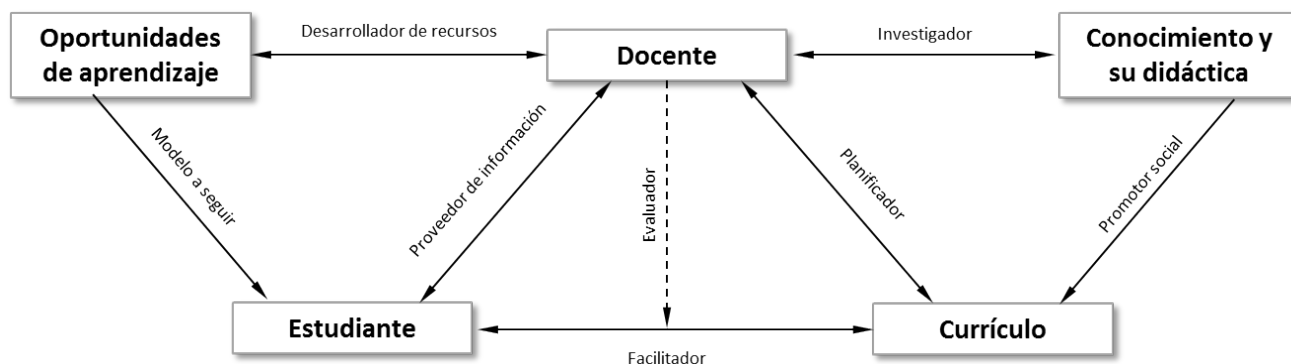 Oportunidades
de aprendizaje
Desarrollador de recursos
Docente
Investigador
Conocimiento y
su didáctica
Modelo a seguir
Proveedor de información
Evaluador
Planificador
Promotor social
Estudiante
Facilitador
Currículo